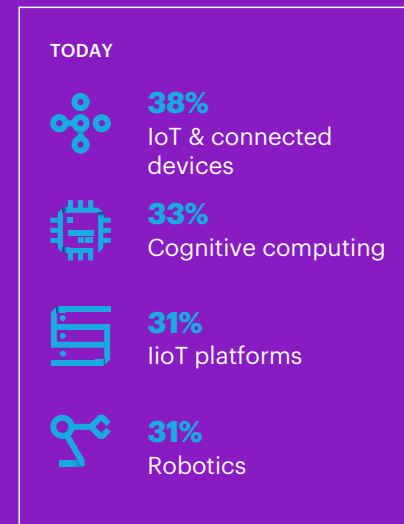 TODAY
38%
IoT & connected
devices
33%
Cognitive computing
31%
IioT platforms
31%
Robotics